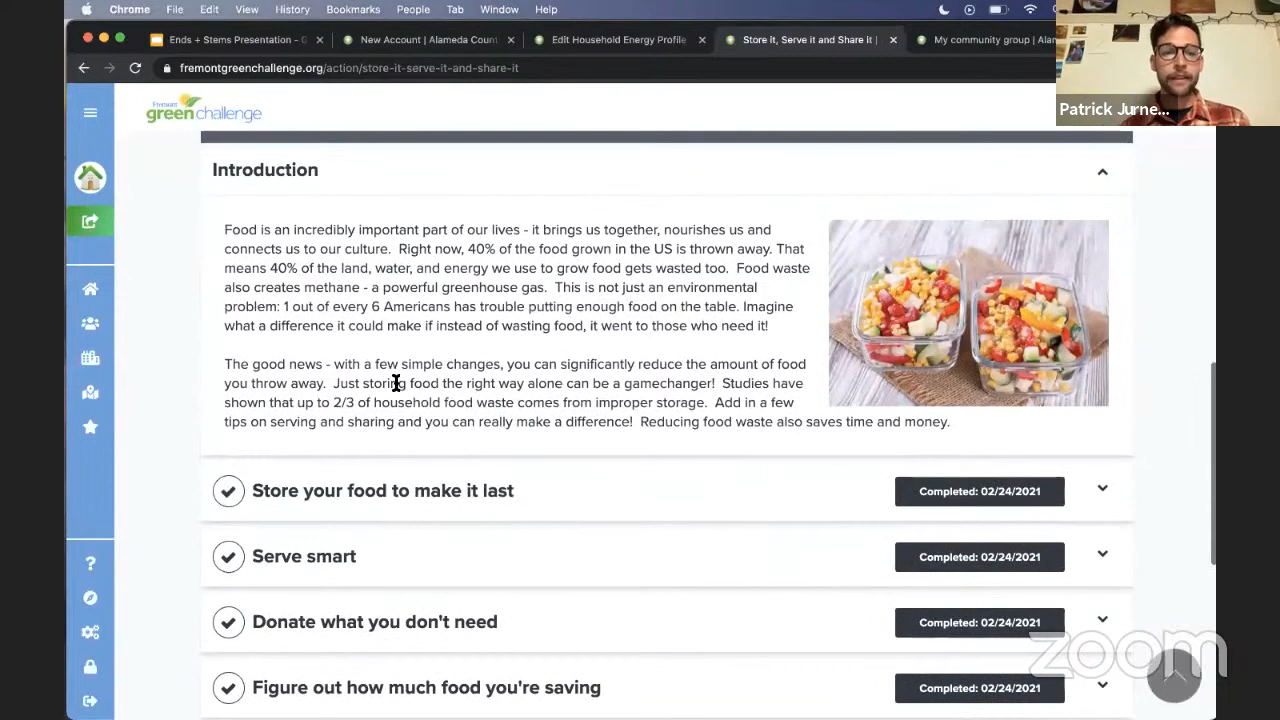 Chrome File Edit View History Bookmarks People Tab Window Help
Ends + Stems Presentation - G
My Account | Alameda Coun
Edit Household Energy Profile
Store it, Serve it and Share it |
My community group | Alam
fremontgreenchallenge.org/action/store-it-serve-it-and-share-it
Patrick Jurne...
Fremont
greenchallenge
Introduction
Food is an incredibly important part of our lives - it brings us together, nourishes us and
connects us to our culture. Right now, 40% of the food grown in the US is thrown away. That
means 40% of the land, water, and energy we use to grow food gets wasted too. Food waste
also creates methane - a powerful greenhouse gas. This is not just an environmental
problem: 1 out of every 6 Americans has trouble putting enough food on the table. Imagine
what a difference it could make if instead of wasting food, it went to those who need it!
The good news - with a few simple changes, you can significantly reduce the amount of food
you throw away. Just storing food the right way alone can be a gamechanger! Studies have
shown that up to 2/3 of household food waste comes from improper storage. Add in a few
tips on serving and sharing and you can really make a difference! Reducing food waste also saves time and money.
Store your food to make it last
Completed: 02/24/2021
Serve smart
Completed: 02/24/2021
Donate what you don't need
Completed: 02/24/2021
zoom
Figure out how much food you're saving
Completed: 02/24/2021
?